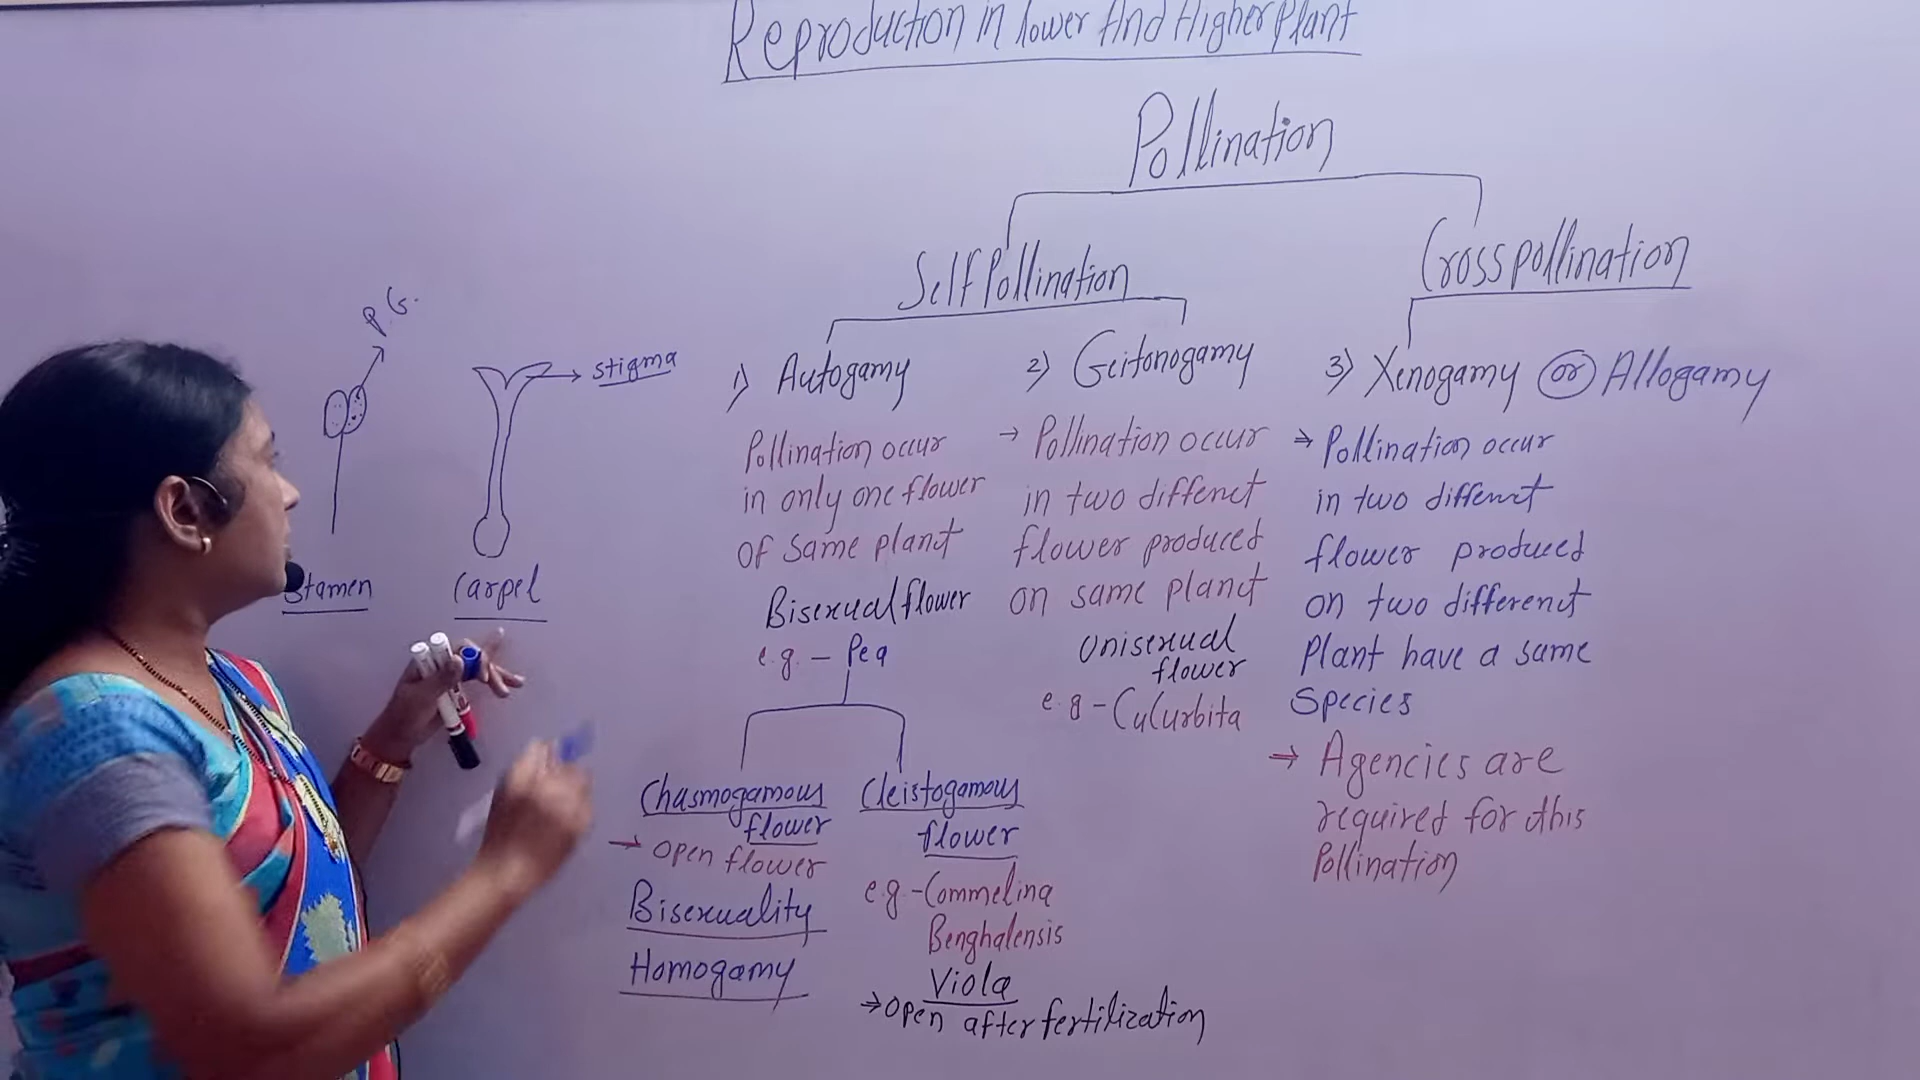 Reproduction in lower And Higher Plant
Pollination
Self Pollination
Cross pollination
P.G.
stigma
Stamen
Carpel
1) Autogamy
Pollination occur
in only one flower
of same planct
Bisexual flower
e.g. – Pea
Chasmogamous
flower
→ open flower
Bisexuality
Homogamy
Cleistogamous
flower
e.g.-Commelina
Benghalensis
Viola
→ open after fertilization
2) Geitonogamy
→ Pollination occur
in two diffenct
flower produced
on same planct
Unisexual
flower
e.g - Cucurbita
3) Xenogamy or Allogamy
→ Pollination occur
in two diffenct
flower produced
on two differenct
Plant have a same
Species
→ Agencies are
required for this
Pollination